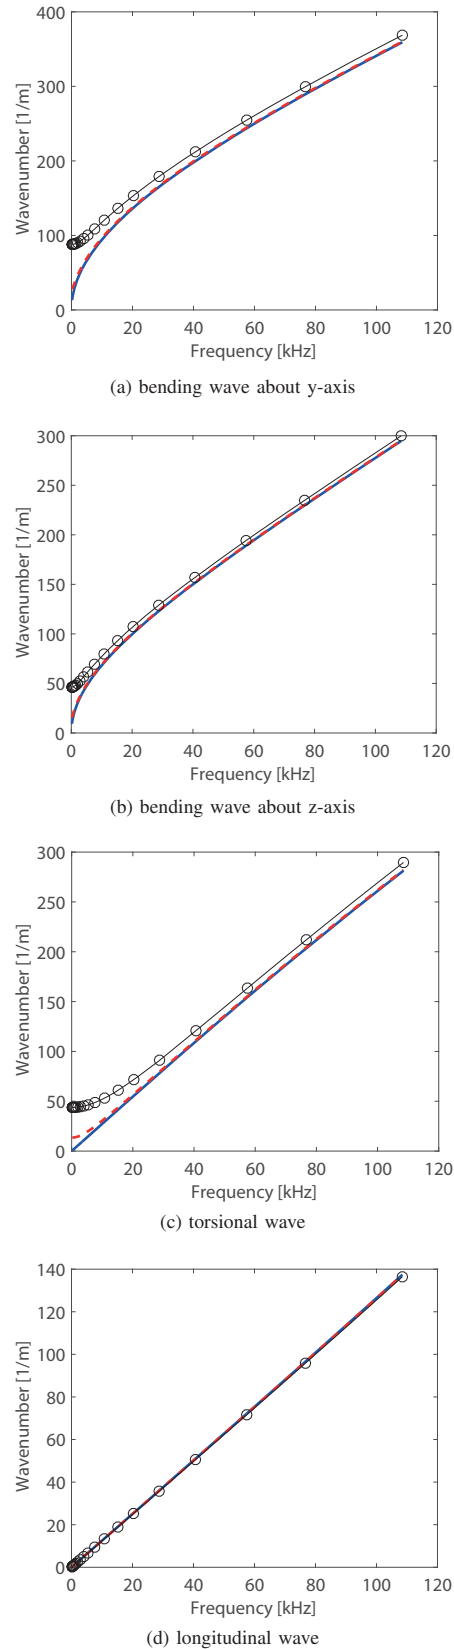 400
300
200
100
0
Wavenumber [1/m]
0 20 40 60 80 100 120
Frequency [kHz]
(a) bending wave about y-axis
300
250
200
150
100
50
0
Wavenumber [1/m]
0 20 40 60 80 100 120
Frequency [kHz]
(b) bending wave about z-axis
300
250
200
150
100
50
0
Wavenumber [1/m]
0 20 40 60 80 100 120
Frequency [kHz]
(c) torsional wave
140
120
100
80
60
40
20
0
Wavenumber [1/m]
0 20 40 60 80 100 120
Frequency [kHz]
(d) longitudinal wave